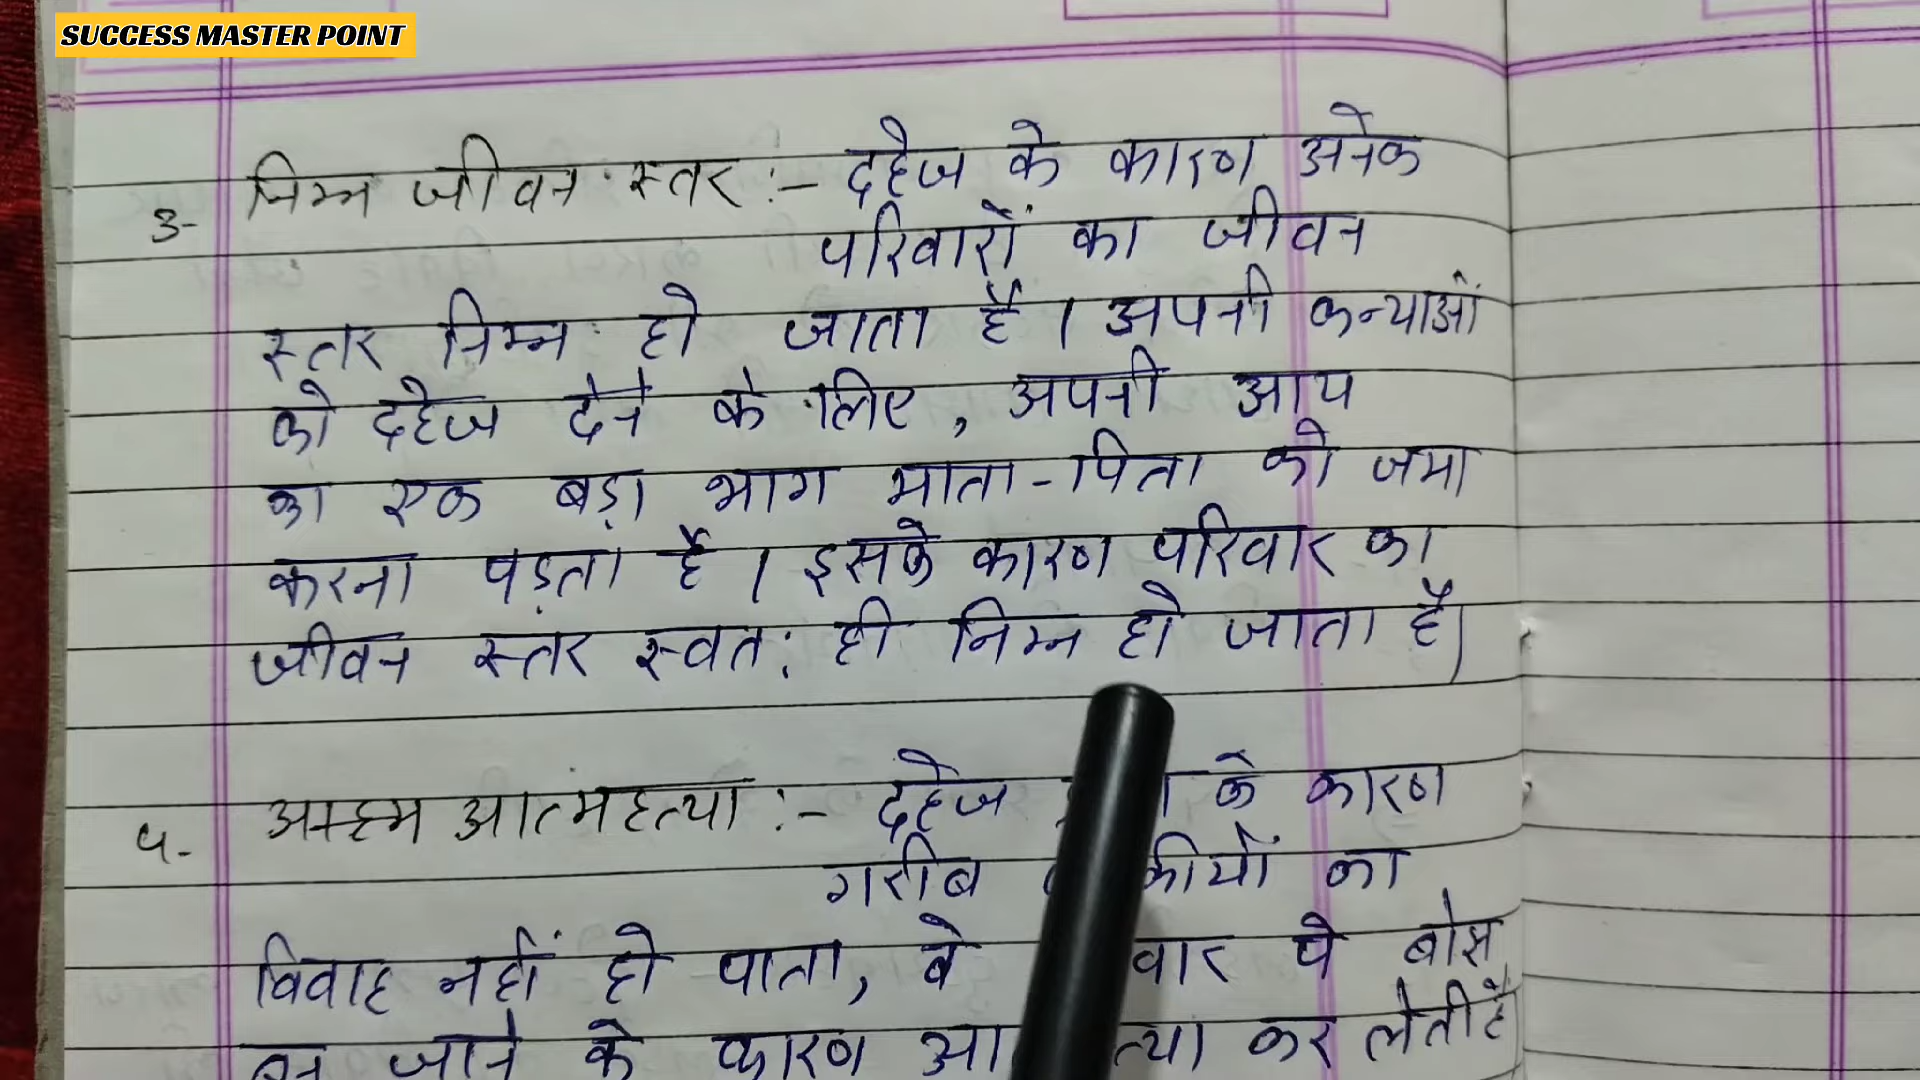 SUCCESS MASTER POINT
3- निम्न जीवन स्तर :- दहेज के कारण अनेक
परिवारों का जीवन
स्तर निम्न हो जाता है। अपनी कन्याओं
को दहेज देने के लिए, अपनी आय
का एक बड़ा भाग माता-पिता को जमा
करना पड़ता है। इसके कारण परिवार का
जीवन स्तर स्वत: ही निम्न हो जाता है।
4- आत्महत्या :- दहेज के कारण
गरीब का
विवाह नहीं हो पाता, वे पे बोझ
बन जाने के कारण कर लेती है